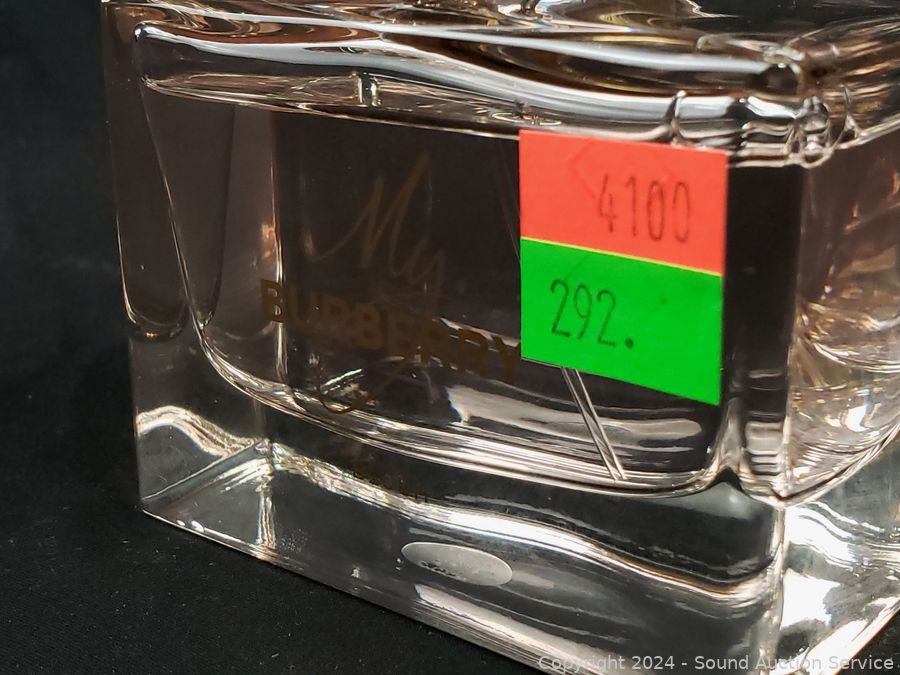 My
BURBERRY
4100
292.
Copyright 2024 - Sound Auction Service